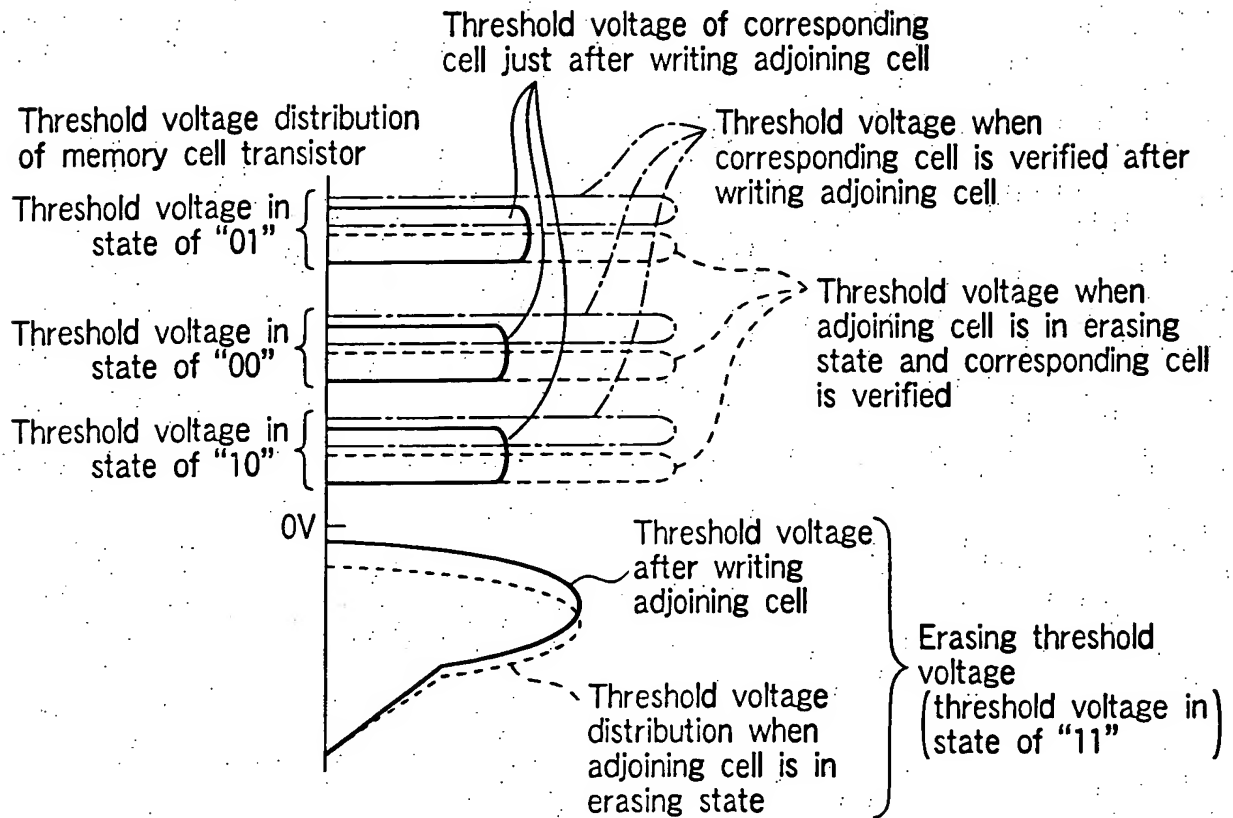 Threshold voltage of corresponding
cell just after writing adjoining cell
Threshold voltage distribution
of memory cell transistor
Threshold voltage when
corresponding cell is verified after
writing adjoining cell
Threshold voltage in
state of “01”
Threshold voltage in
state of “00”
Threshold voltage when
adjoining cell is in erasing
state and corresponding cell
is verified
Threshold voltage in
state of “10”
0V
Threshold voltage
after writing
adjoining cell
Erasing threshold
voltage
(threshold voltage in
state of “11”)
Threshold voltage
distribution when
adjoining cell is in
erasing state